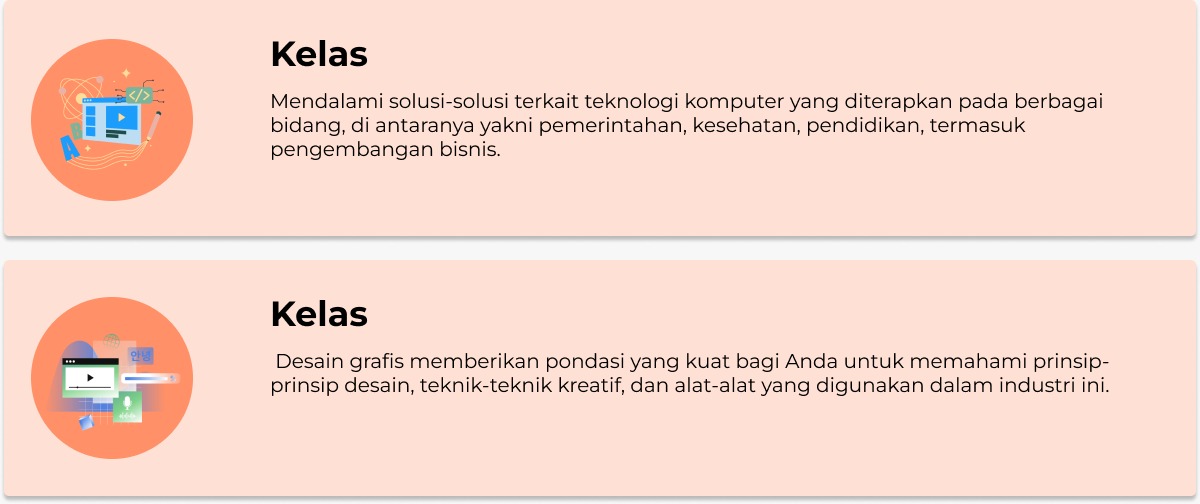 Kelas
Mendalami solusi-solusi terkait teknologi komputer yang diterapkan pada berbagai
bidang, di antaranya yakni pemerintahan, kesehatan, pendidikan, termasuk
pengembangan bisnis.
</>
A
B
Kelas
Desain grafis memberikan pondasi yang kuat bagi Anda untuk memahami prinsip-
prinsip desain, teknik-teknik kreatif, dan alat-alat yang digunakan dalam industri ini.
안녕